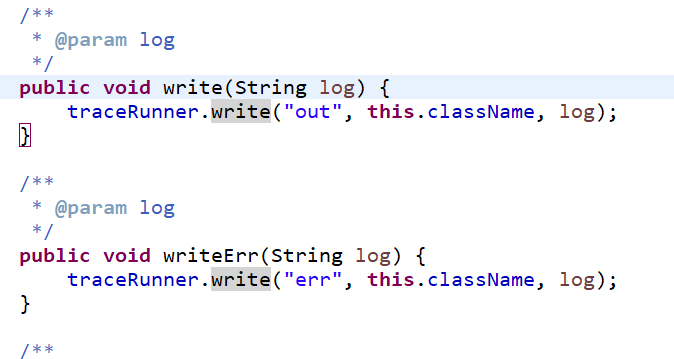 /**
 * @param log
 */
public void write(String log) {
    traceRunner.write("out", this.className, log);
}

/**
 * @param log
 */
public void writeErr(String log) {
    traceRunner.write("err", this.className, log);
}

/**